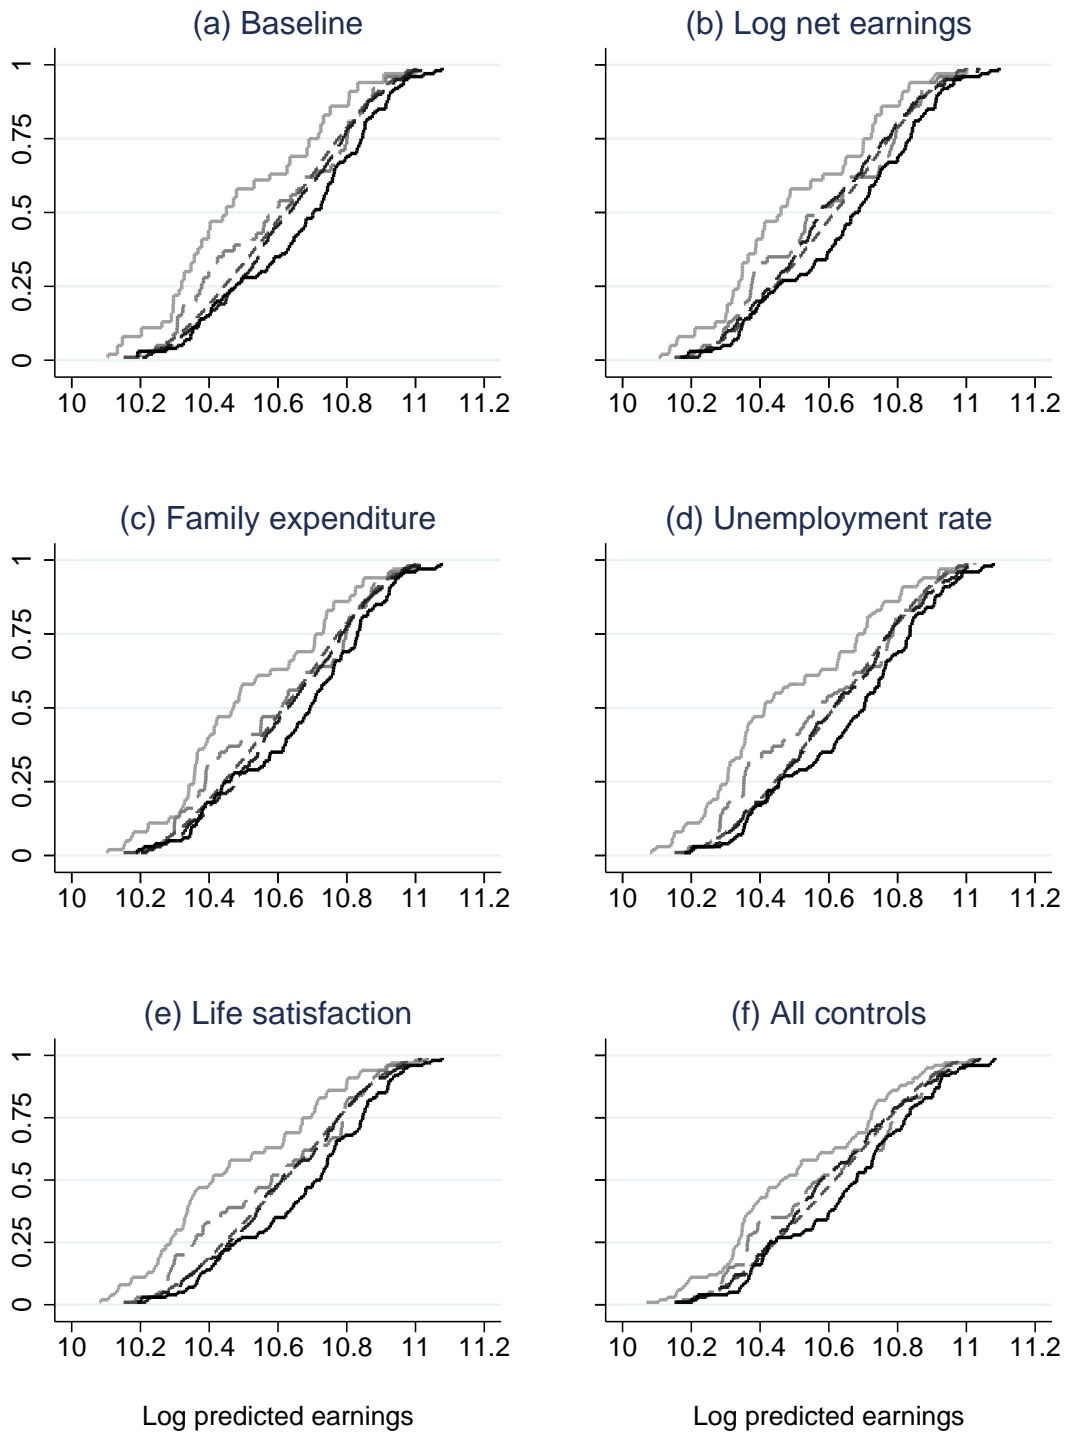 (a) Baseline
(b) Log net earnings
1
0.75
0.5
0.25
0
10 10.2 10.4 10.6 10.8 11 11.2
10 10.2 10.4 10.6 10.8 11 11.2
(c) Family expenditure
(d) Unemployment rate
1
0.75
0.5
0.25
0
10 10.2 10.4 10.6 10.8 11 11.2
10 10.2 10.4 10.6 10.8 11 11.2
(e) Life satisfaction
(f) All controls
1
0.75
0.5
0.25
0
10 10.2 10.4 10.6 10.8 11 11.2
10 10.2 10.4 10.6 10.8 11 11.2
Log predicted earnings
Log predicted earnings